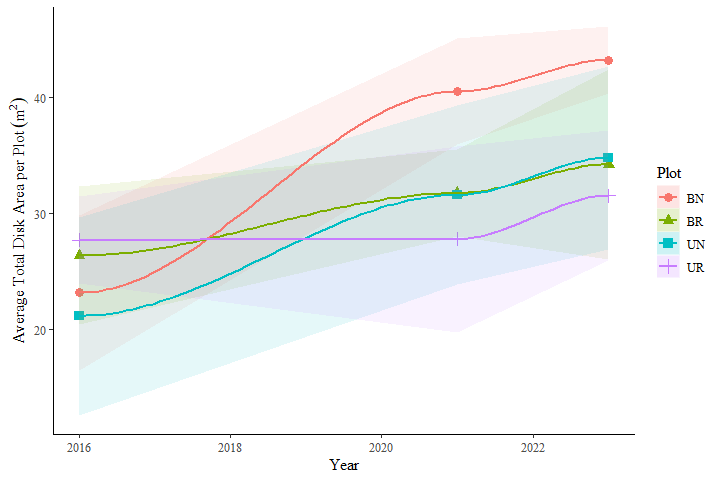 Average Total Disk Area per Plot (m²)
40
30
20
2016
2018
2020
2022
Year
Plot
BN
BR
UN
UR